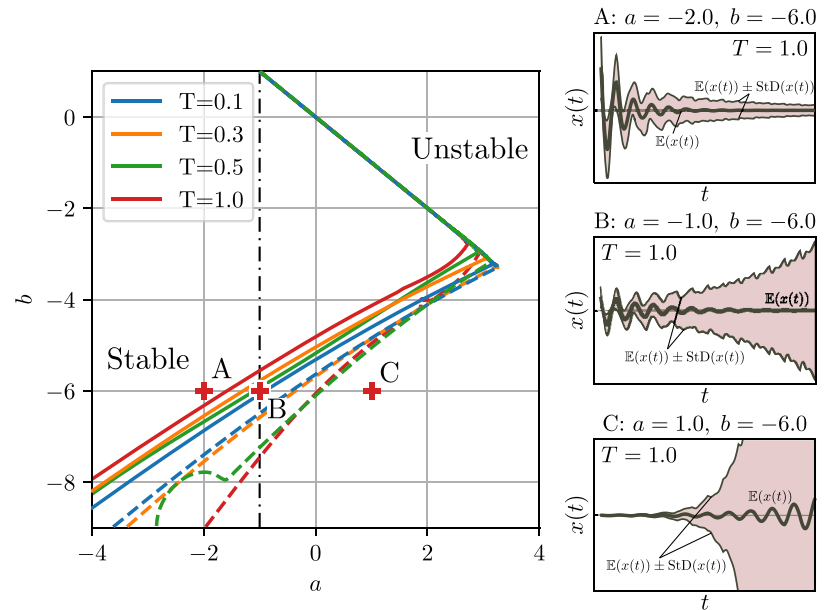 T=0.1
T=0.3
T=0.5
T=1.0
Unstable
Stable
A
B
C
0
−2
−4
−6
−8
b
−4
−2
0
2
4
a
A: a = −2.0, b = −6.0
T = 1.0
𝔼(x(t)) ± StD(x(t))
𝔼(x(t))
x(t)
t
B: a = −1.0, b = −6.0
T = 1.0
𝔼(x(t))
𝔼(x(t)) ± StD(x(t))
x(t)
t
C: a = 1.0, b = −6.0
T = 1.0
𝔼(x(t))
𝔼(x(t)) ± StD(x(t))
x(t)
t